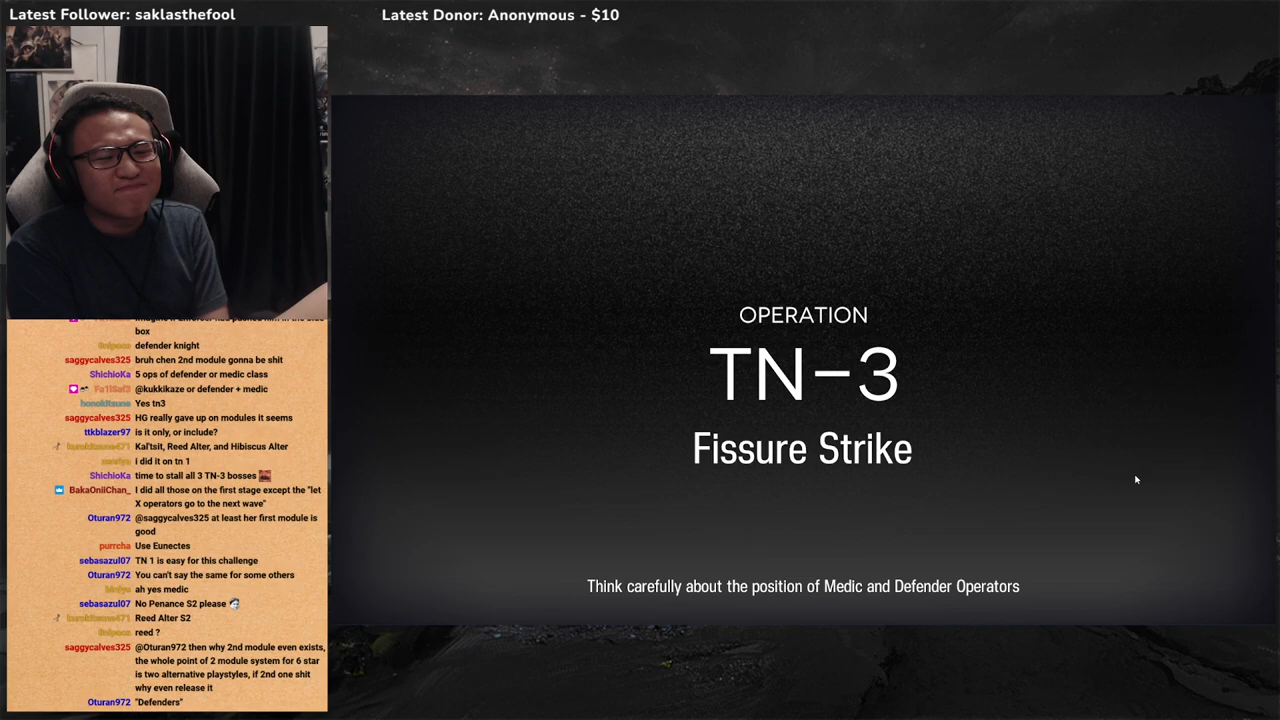 Latest Follower: saklasthefool
Latest Donor: Anonymous - $10
box
defender knight
saggycalves325 bruh chen 2nd module gonna be shit
ShichioKa 5 ops of defender or medic class
Fa1lSaf3 @kukkikaze or defender + medic
honokitsune Yes tn3
saggycalves325 HG really gave up on modules it seems
ttkblazer97 is it only, or include?
kurokitsune471 Kal'tsit, Reed Alter, and Hibiscus Alter
i did it on tn 1
ShichioKa time to stall all 3 TN-3 bosses
BakaOniiChan_ I did all those on the first stage except the "let
X operators go to the next wave"
Oturan972 @saggycalves325 at least her first module is
good
purrcha Use Eunectes
sebasazul07 TN 1 is easy for this challenge
Oturan972 You can't say the same for some others
ah yes medic
sebasazul07 No Penance S2 please
kurokitsune471 Reed Alter S2
reed ?
saggycalves325 @Oturan972 then why 2nd module even exists,
the whole point of 2 module system for 6 star
is two alternative playstyles, if 2nd one shit
why even release it
Oturan972 "Defenders"
OPERATION
TN-3
Fissure Strike
Think carefully about the position of Medic and Defender Operators